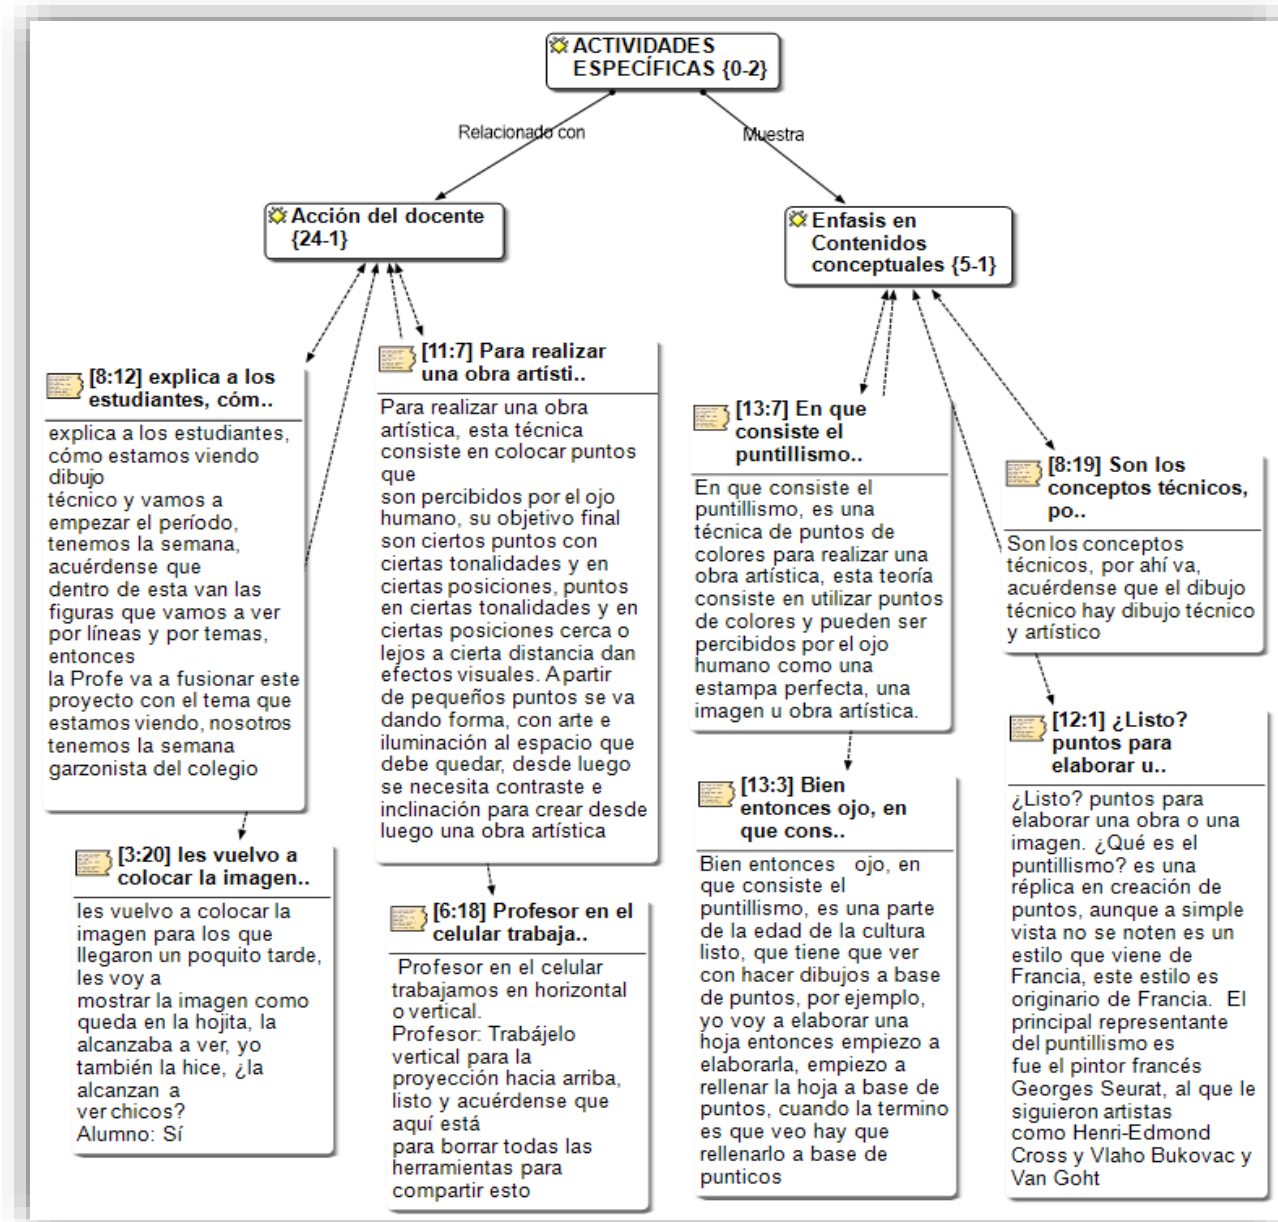 ACTIVIDADES
ESPECÍFICAS {0-2}
Relacionado con
Muestra
Acción del docente
{24-1}
Enfasis en
Contenidos
conceptuales {5-1}
[8:12] explica a los
estudiantes, cóm..
explica a los estudiantes,
cómo estamos viendo
dibujo
técnico y vamos a
empezar el período,
tenemos la semana,
acuérdense que
dentro de esta van las
figuras que vamos a ver
por líneas y por temas,
entonces
la Profe va a fusionar este
proyecto con el tema que
estamos viendo, nosotros
tenemos la semana
garzonista del colegio
[11:7] Para realizar
una obra artísti..
Para realizar una obra
artística, esta técnica
consiste en colocar puntos
que
son percibidos por el ojo
humano, su objetivo final
son ciertos puntos con
ciertas tonalidades y en
ciertas posiciones, puntos
en ciertas tonalidades y en
ciertas posiciones cerca o
lejos a cierta distancia dan
efectos visuales. A partir
de pequeños puntos se va
dando forma, con arte e
iluminación al espacio que
debe quedar, desde luego
se necesita contraste e
inclinación para crear desde
luego una obra artística
[13:7] En que
consiste el
puntillismo..
En que consiste el
puntillismo, es una
técnica de puntos de
colores para realizar una
obra artística, esta teoría
consiste en utilizar puntos
de colores y pueden ser
percibidos por el ojo
humano como una
estampa perfecta, una
imagen u obra artística.
[8:19] Son los
conceptos técnicos,
po..
Son los conceptos
técnicos, por ahí va,
acuérdense que el dibujo
técnico hay dibujo técnico
y artístico
[3:20] les vuelvo a
colocar la imagen..
les vuelvo a colocar la
imagen para los que
llegaron un poquito tarde,
les voy a
mostrar la imagen como
queda en la hojita, la
alcanzaba a ver, yo
también la hice, ¿la
alcanzan a
ver chicos?
Alumno: Sí
[6:18] Profesor en el
celular trabaja..
Profesor en el celular
trabajamos en horizontal
o vertical.
Profesor: Trabájelo
vertical para la
proyección hacia arriba,
listo y acuérdense que
aquí está
para borrar todas las
herramientas para
compartir esto
[13:3] Bien
entonces ojo, en
que cons..
Bien entonces ojo, en
que consiste el
puntillismo, es una parte
de la edad de la cultura
listo, que tiene que ver
con hacer dibujos a base
de puntos, por ejemplo,
yo voy a elaborar una
hoja entonces empiezo a
elaborarla, empiezo a
rellenar la hoja a base de
puntos, cuando la termino
es que veo hay que
rellenarlo a base de
punticos
[12:1] ¿Listo?
puntos para
elaborar u..
¿Listo? puntos para
elaborar una obra o una
imagen. ¿Qué es el
puntillismo? es una
réplica en creación de
puntos, aunque a simple
vista no se noten es un
estilo que viene de
Francia, este estilo es
originario de Francia. El
principal representante
del puntillismo es
fue el pintor francés
Georges Seurat, al que le
siguieron artistas
como Henri-Edmond
Cross y Vlaho Bukovac y
Van Goht